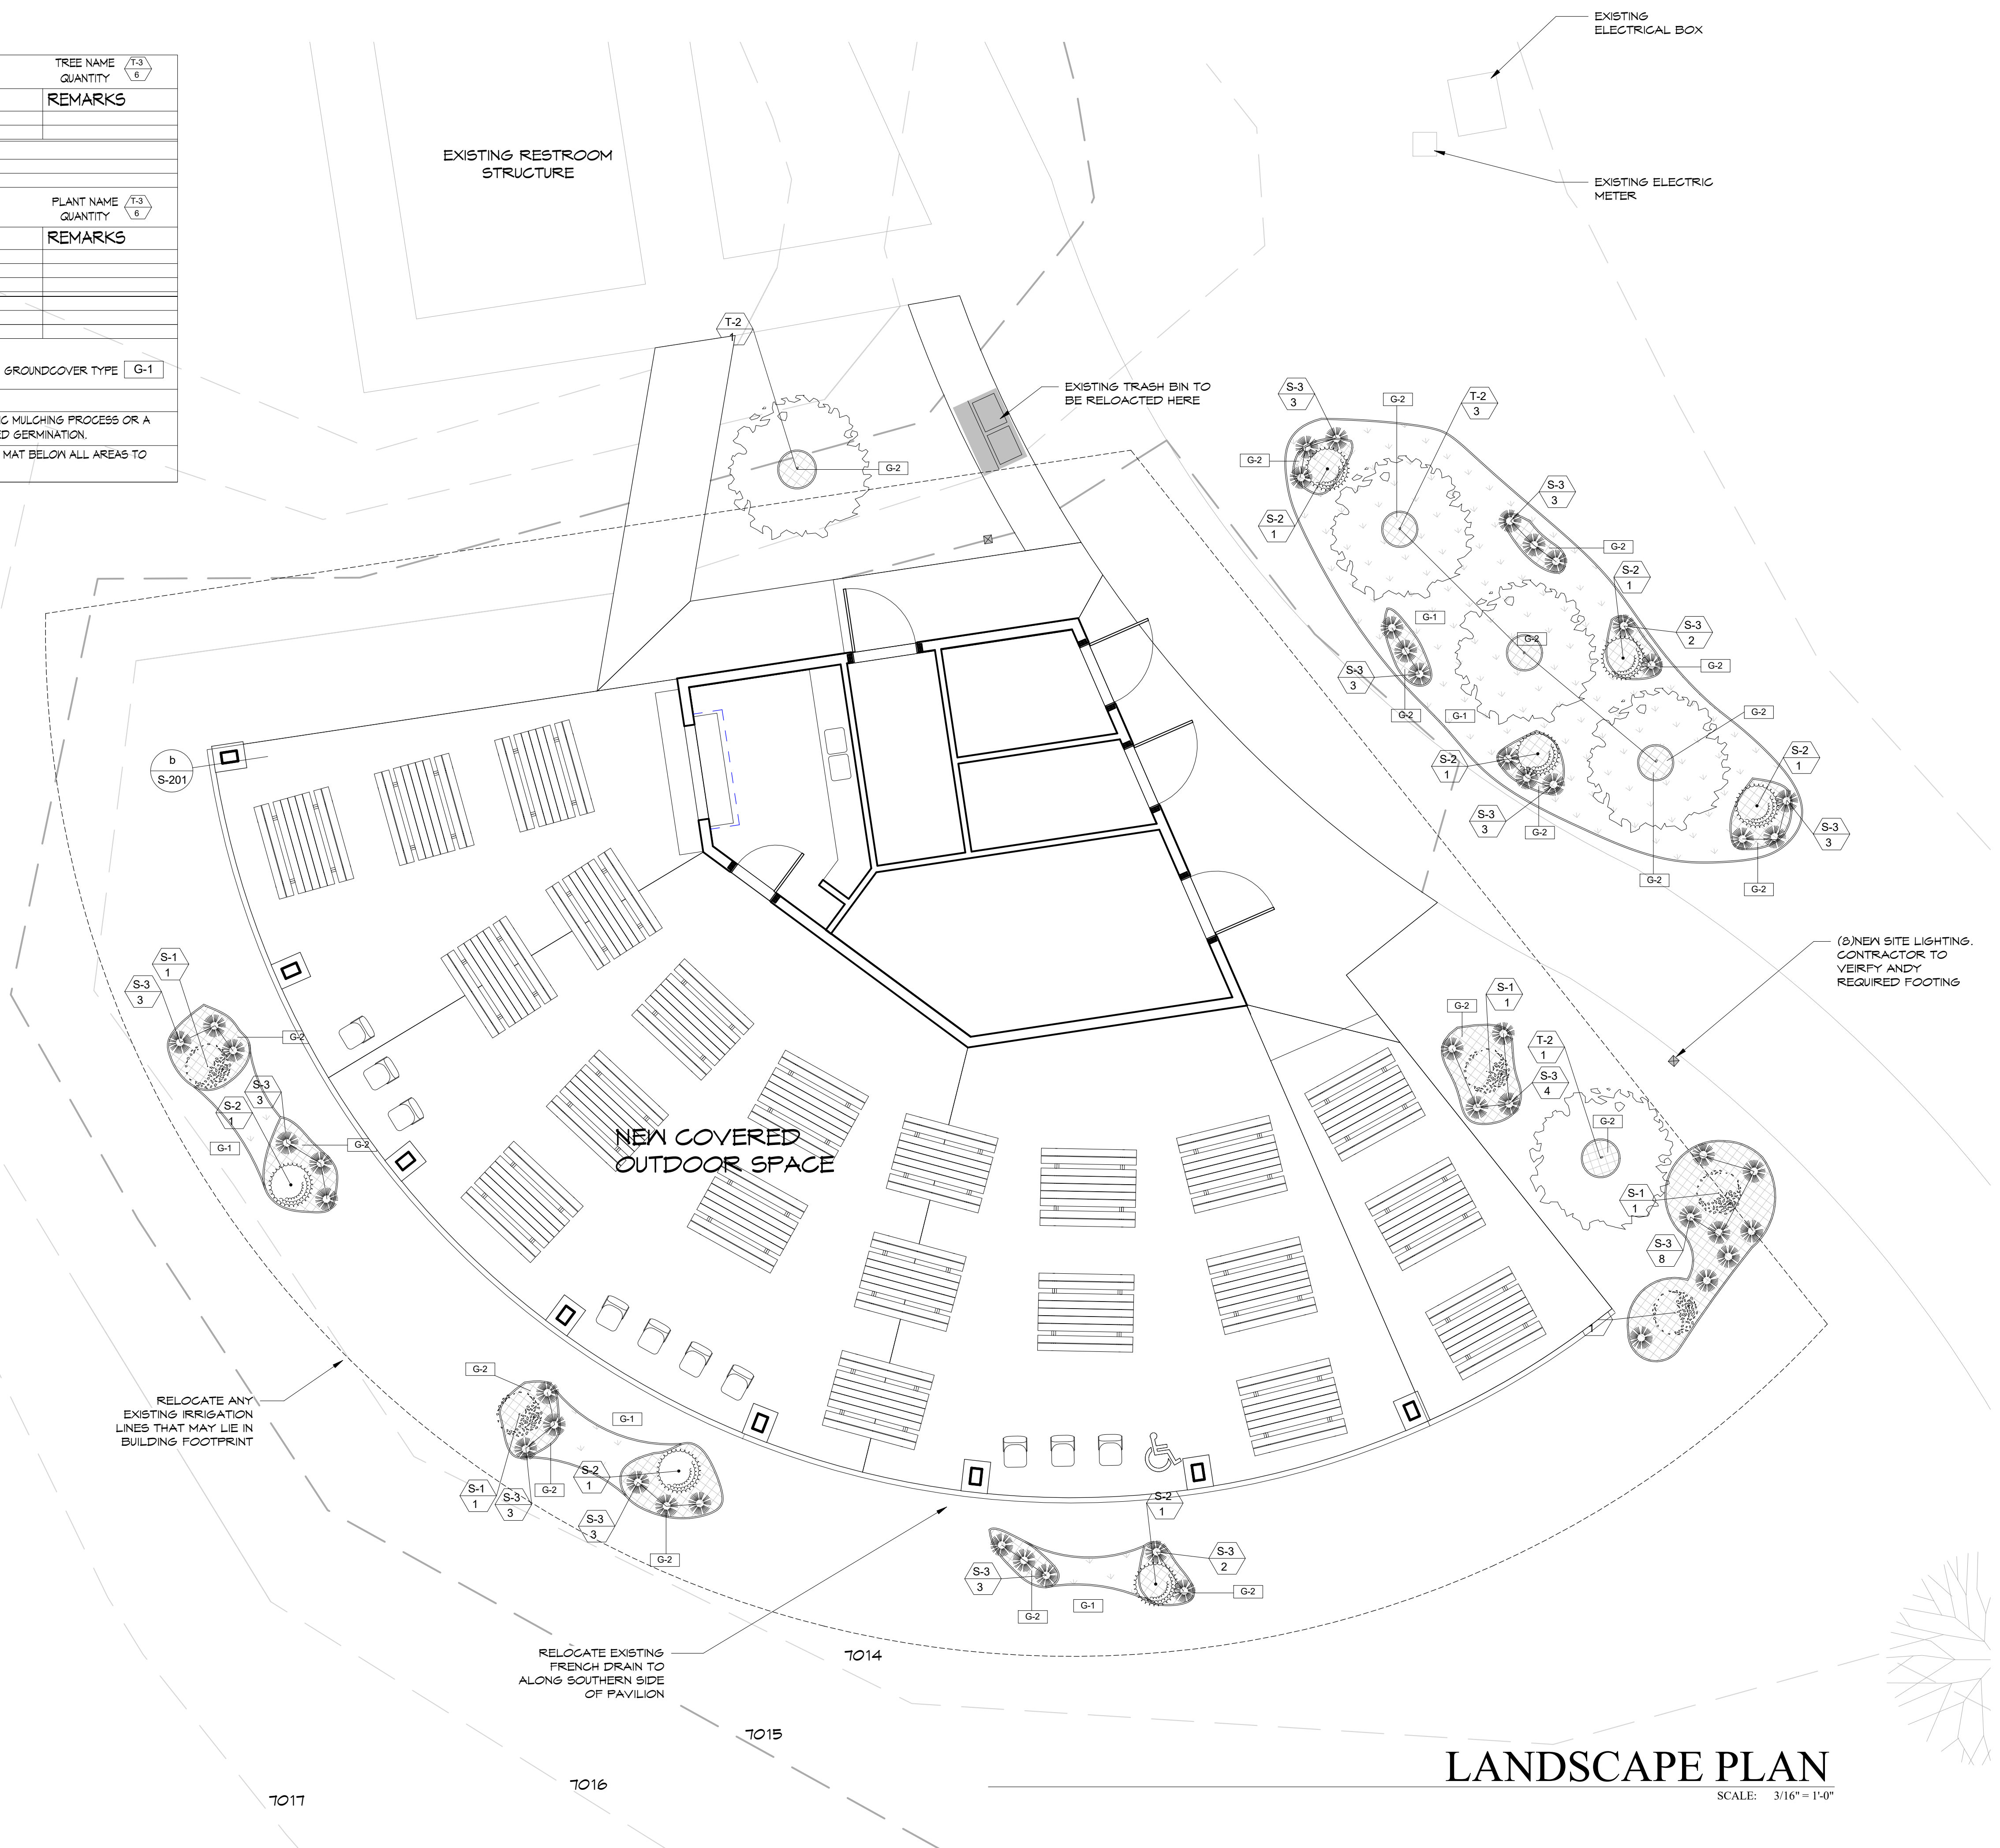 EXISTING
ELECTRICAL BOX
TREE NAME
QUANTITY
T-3
6
REMARKS
EXISTING RESTROOM
STRUCTURE
EXISTING ELECTRIC
METER
PLANT NAME
QUANTITY
T-3
6
REMARKS
GROUNDCOVER TYPE
G-1
IC MULCHING PROCESS OR A
ED GERMINATION.
MAT BELOW ALL AREAS TO
T-2
1
G-2
EXISTING TRASH BIN TO
BE RELOACTED HERE
S-3
3
G-2
T-2
3
G-2
S-2
1
S-3
3
G-2
S-2
1
G-1
G-2
S-3
2
G-2
S-3
3
G-2
G-1
G-2
S-2
1
S-2
1
S-3
3
G-2
S-3
3
G-2
G-2
b
S-201
(8)NEW SITE LIGHTING.
CONTRACTOR TO
VEIRFY ANDY
REQUIRED FOOTING
S-1
1
S-3
3
G-2
S-3
3
S-2
1
G-1
G-2
S-1
1
G-2
T-2
1
S-3
4
G-2
NEW COVERED
OUTDOOR SPACE
S-1
1
S-3
8
1
RELOCATE ANY
EXISTING IRRIGATION
LINES THAT MAY LIE IN
BUILDING FOOTPRINT
G-2
G-1
S-1
1
S-3
3
G-2
S-2
1
S-3
3
G-2
S-2
1
S-3
2
S-3
3
G-2
G-1
G-2
RELOCATE EXISTING
FRENCH DRAIN TO
ALONG SOUTHERN SIDE
OF PAVILION
7014
7015
7016
7017
LANDSCAPE PLAN
SCALE: 3/16" = 1'-0"